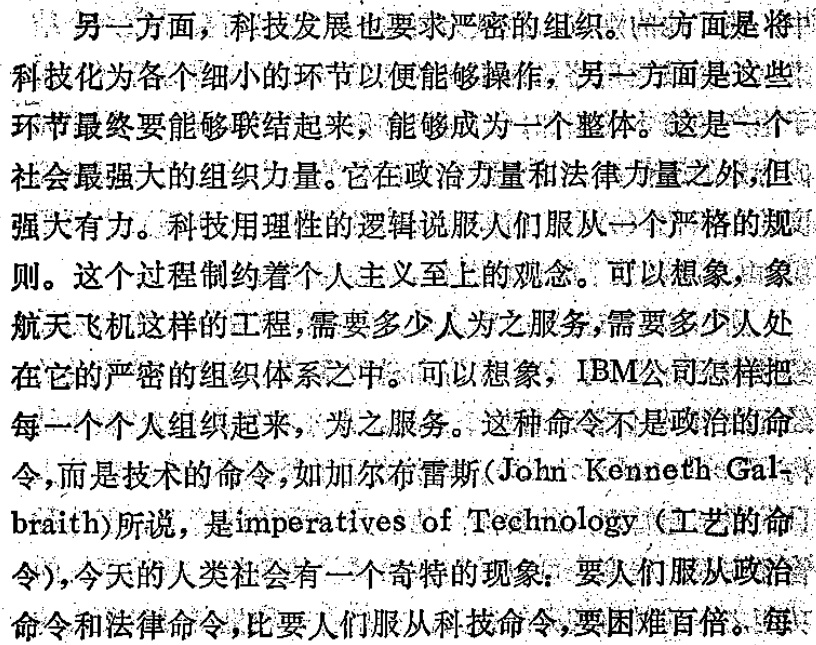 另一方面，科技发展也要求严密的组织。一方面是将
科技化为各个细小的环节以便能够操作，另一方面是这些
环节最终要能够联结起来，能够成为一个整体。这是一个
社会最强大的组织力量。它在政治力量和法律力量之外，但
强大有力。科技用理性的逻辑说服人们服从一个严格的规
则。这个过程制约着个人主义至上的观念。可以想象，象
航天飞机这样的工程，需要多少人为之服务，需要多少人处
在它的严密的组织体系之中。可以想象，IBM公司怎样把
每一个个人组织起来，为之服务。这种命令不是政治的命
令，而是技术的命令，如加尔布雷斯(John Kenneth Gal-
braith)所说，是imperatives of Technology（工艺的命
令），今天的人类社会有一个奇特的现象：要人们服从政治
命令和法律命令，比要人们服从科技命令，要困难百倍。每